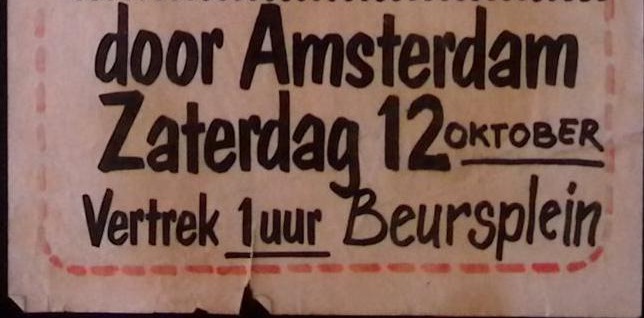 door Amsterdam
Zaterdag 12 OKTOBER
Vertrek 1 uur Beursplein